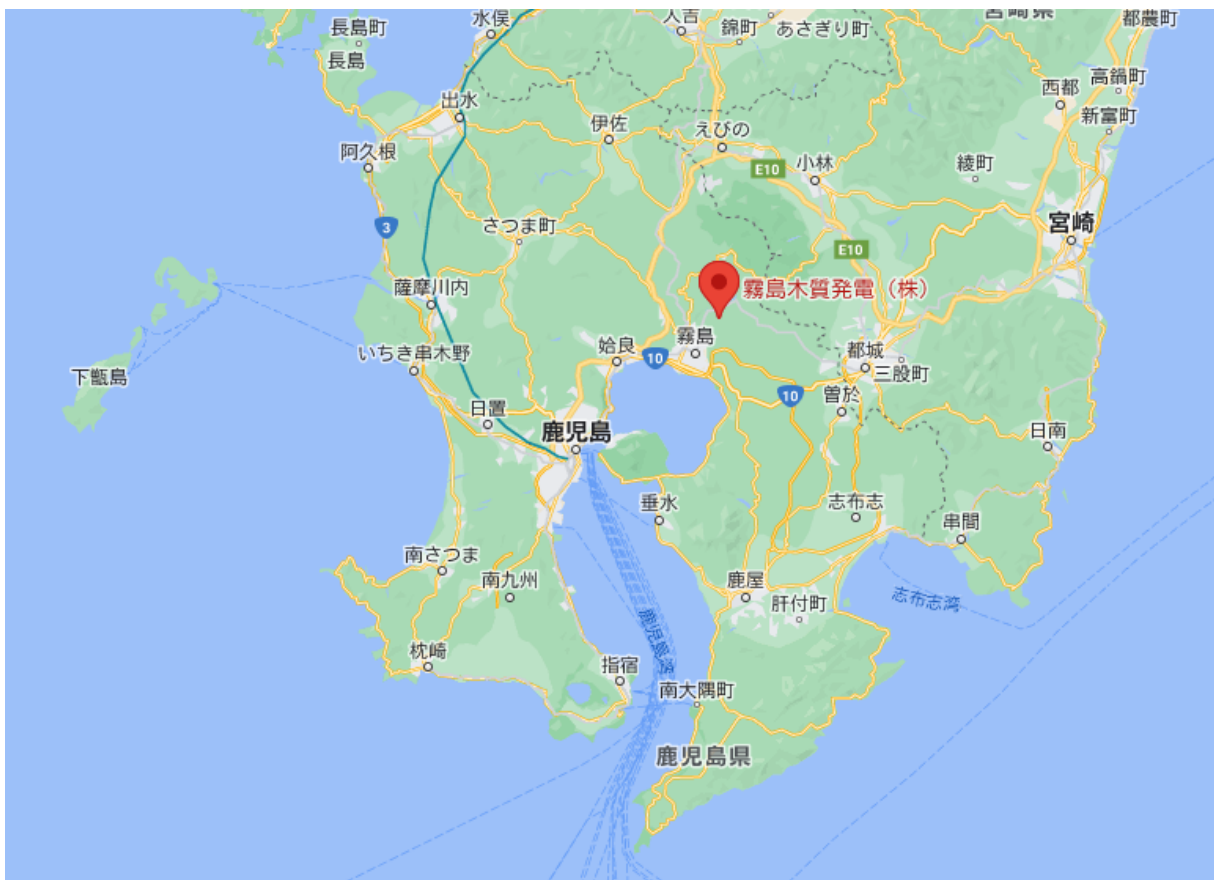 水俣
人吉
宮崎県
都農町
長島町
錦町
あさぎり町
長島
高鍋町
西都
出水
新富町
伊佐
えびの
阿久根
小林
綾町
E10
さつま町
宮崎
3
E10
薩摩川内
霧島木質発電（株）
霧島
姶良
10
都城
いちき串木野
三股町
下甑島
10
曽於
日置
鹿児島
日南
垂水
志布志
串間
南さつま
南九州
鹿屋
肝付町
志布志湾
枕崎
指宿
南大隅町
鹿児島県